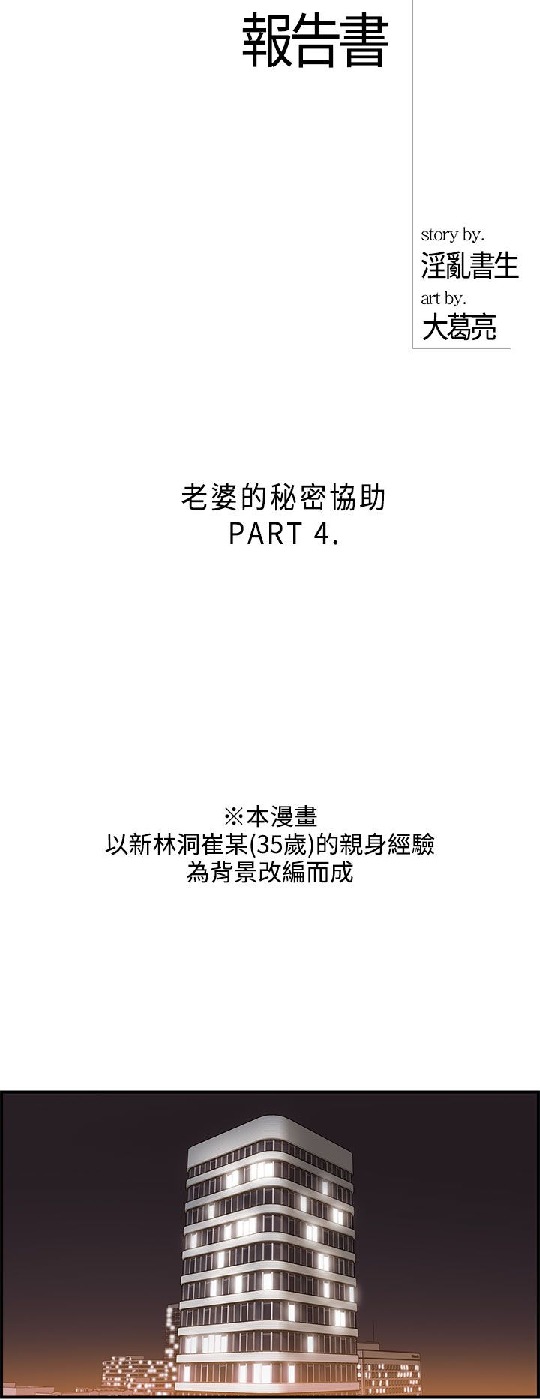 報告書
story by.
淫亂書生
art by.
大葛亮
老婆的秘密協助
PART 4.
※本漫畫
以新林洞崔某(35歲)的親身經驗
為背景改編而成